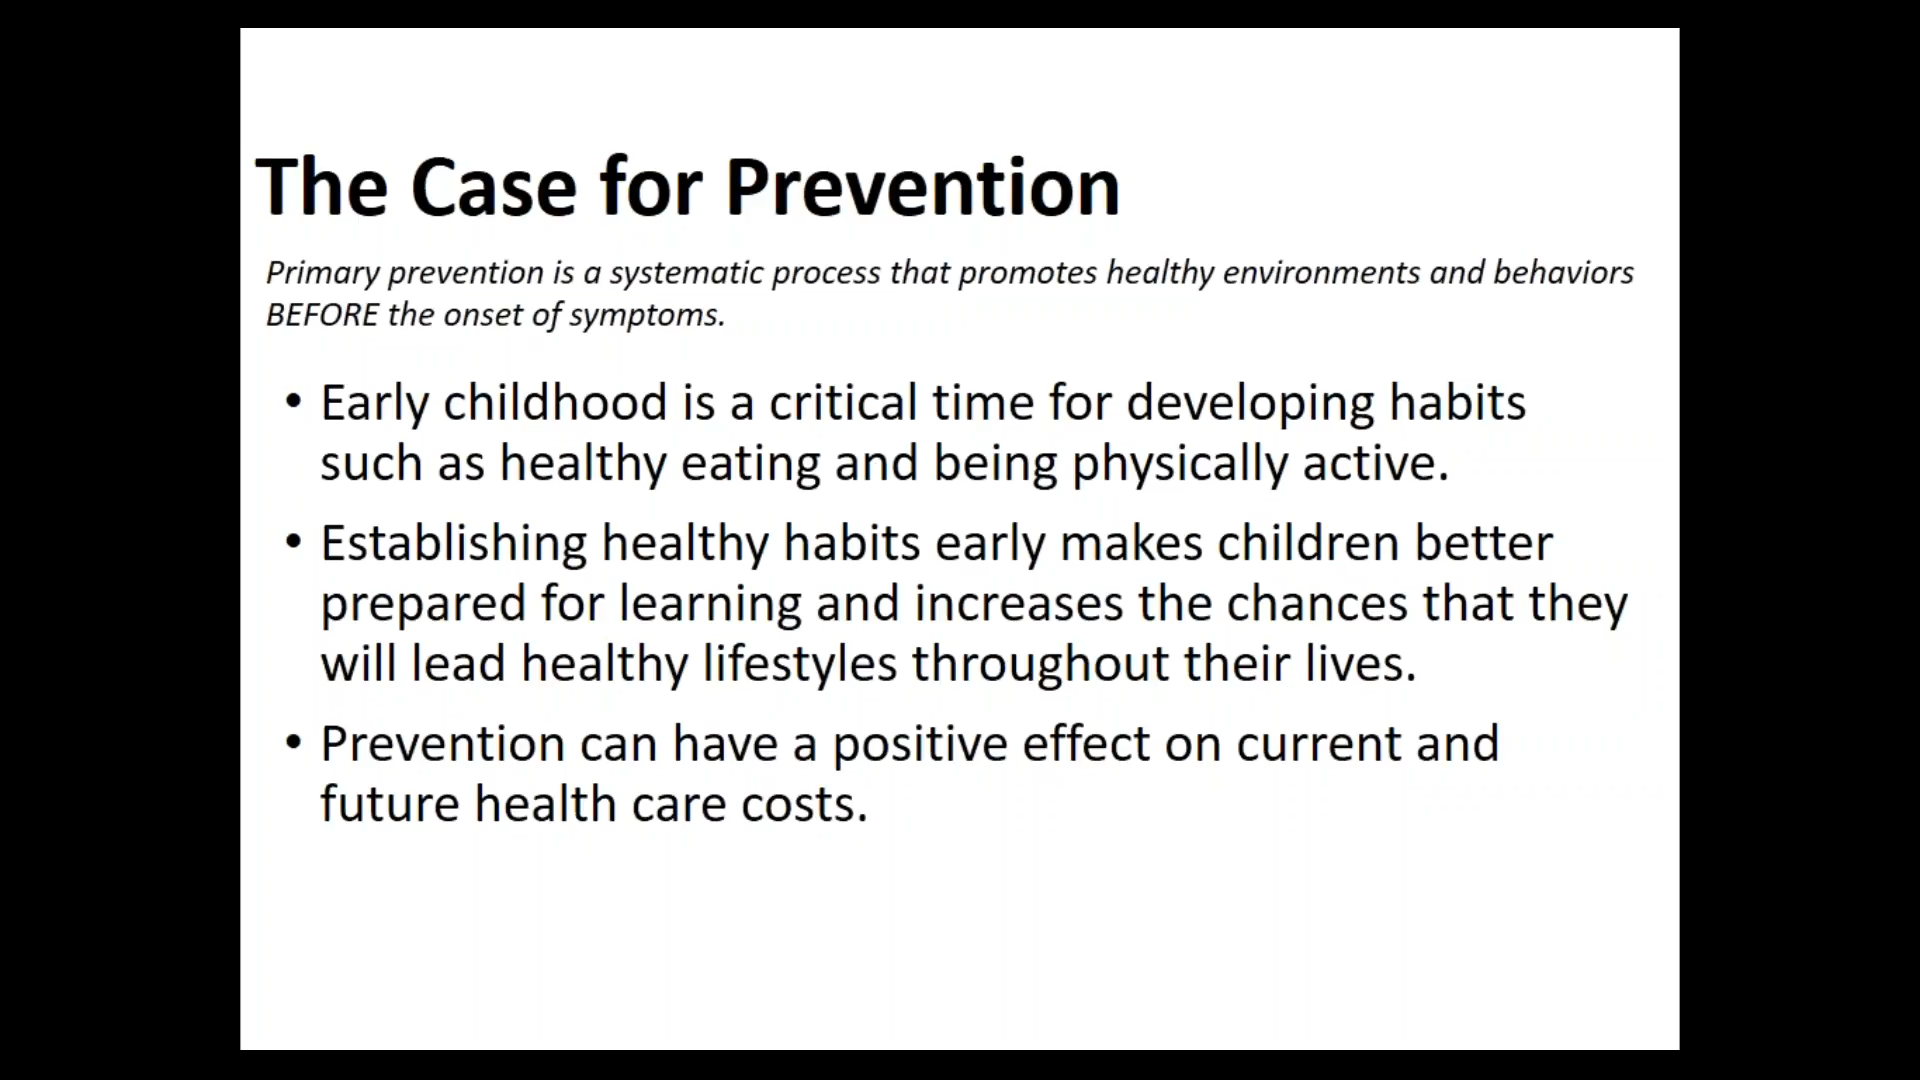 The Case for Prevention
Primary prevention is a systematic process that promotes healthy environments and behaviors
BEFORE the onset of symptoms.
• Early childhood is a critical time for developing habits
such as healthy eating and being physically active.
• Establishing healthy habits early makes children better
prepared for learning and increases the chances that they
will lead healthy lifestyles throughout their lives.
• Prevention can have a positive effect on current and
future health care costs.